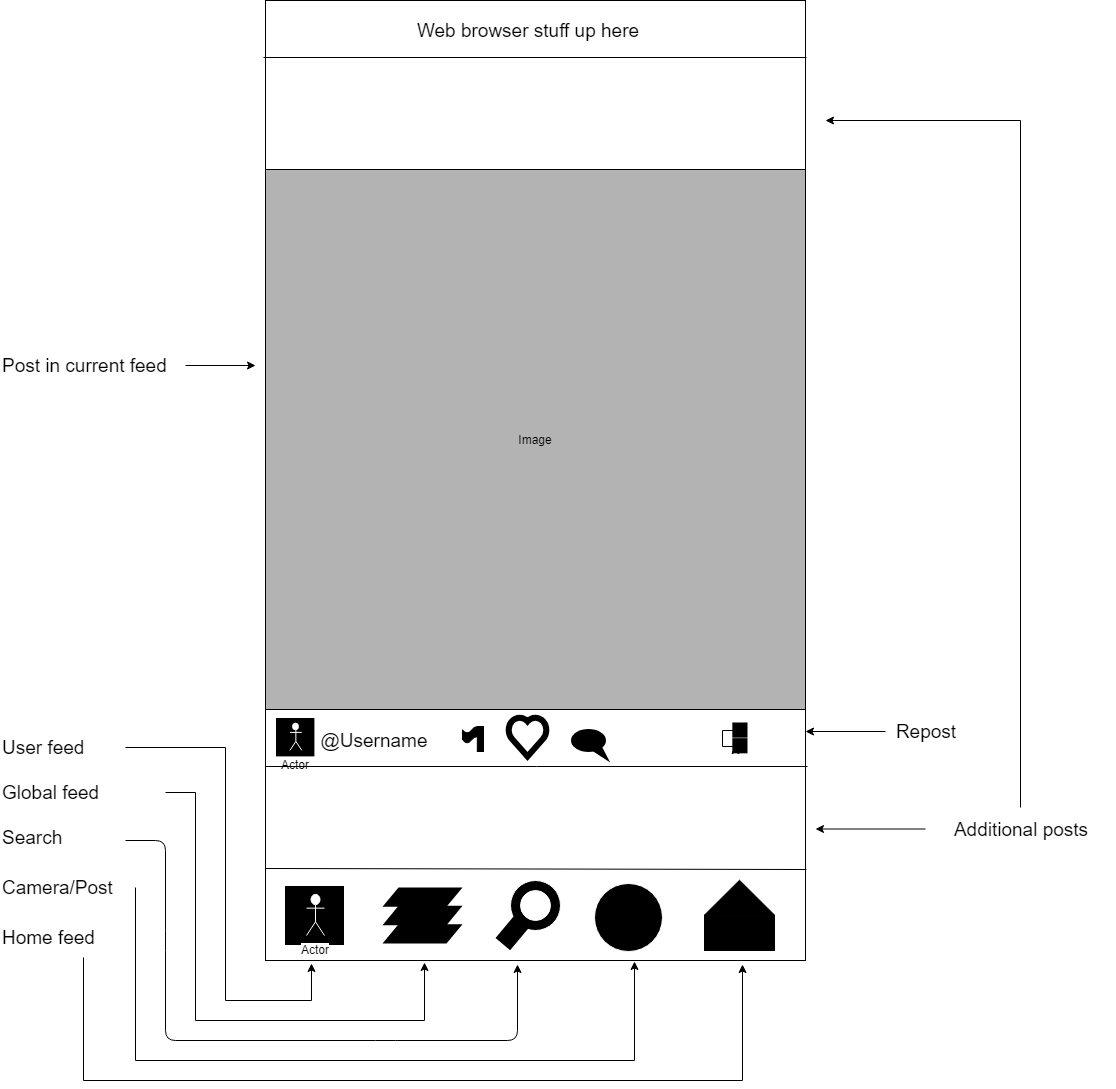 Web browser stuff up here
Post in current feed
Image
@Username
Actor
Repost
User feed
Global feed
Search
Additional posts
Camera/Post
Home feed
Actor